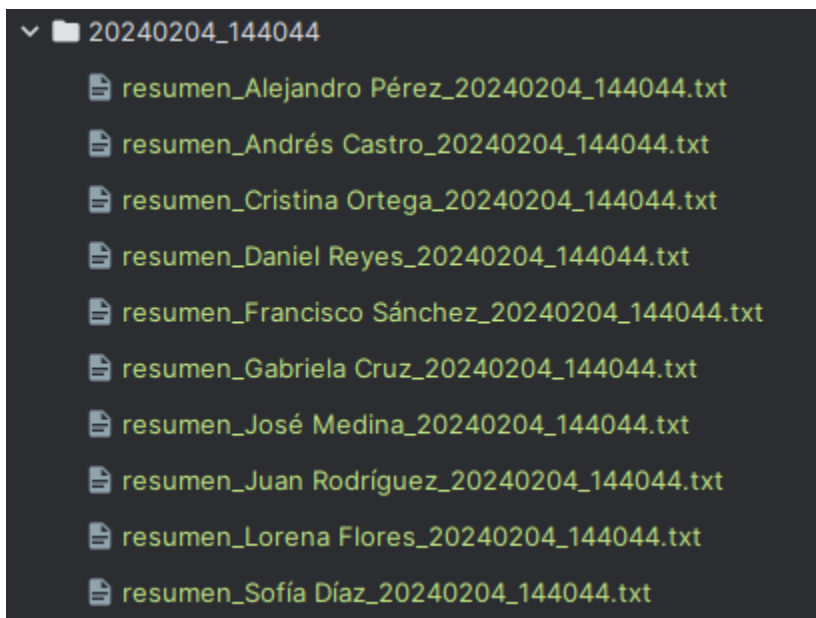 20240204_144044
resumen_Alejandro Pérez_20240204_144044.txt
resumen_Andrés Castro_20240204_144044.txt
resumen_Cristina Ortega_20240204_144044.txt
resumen_Daniel Reyes_20240204_144044.txt
resumen_Francisco Sánchez_20240204_144044.txt
resumen_Gabriela Cruz_20240204_144044.txt
resumen_José Medina_20240204_144044.txt
resumen_Juan Rodríguez_20240204_144044.txt
resumen_Lorena Flores_20240204_144044.txt
resumen_Sofía Díaz_20240204_144044.txt